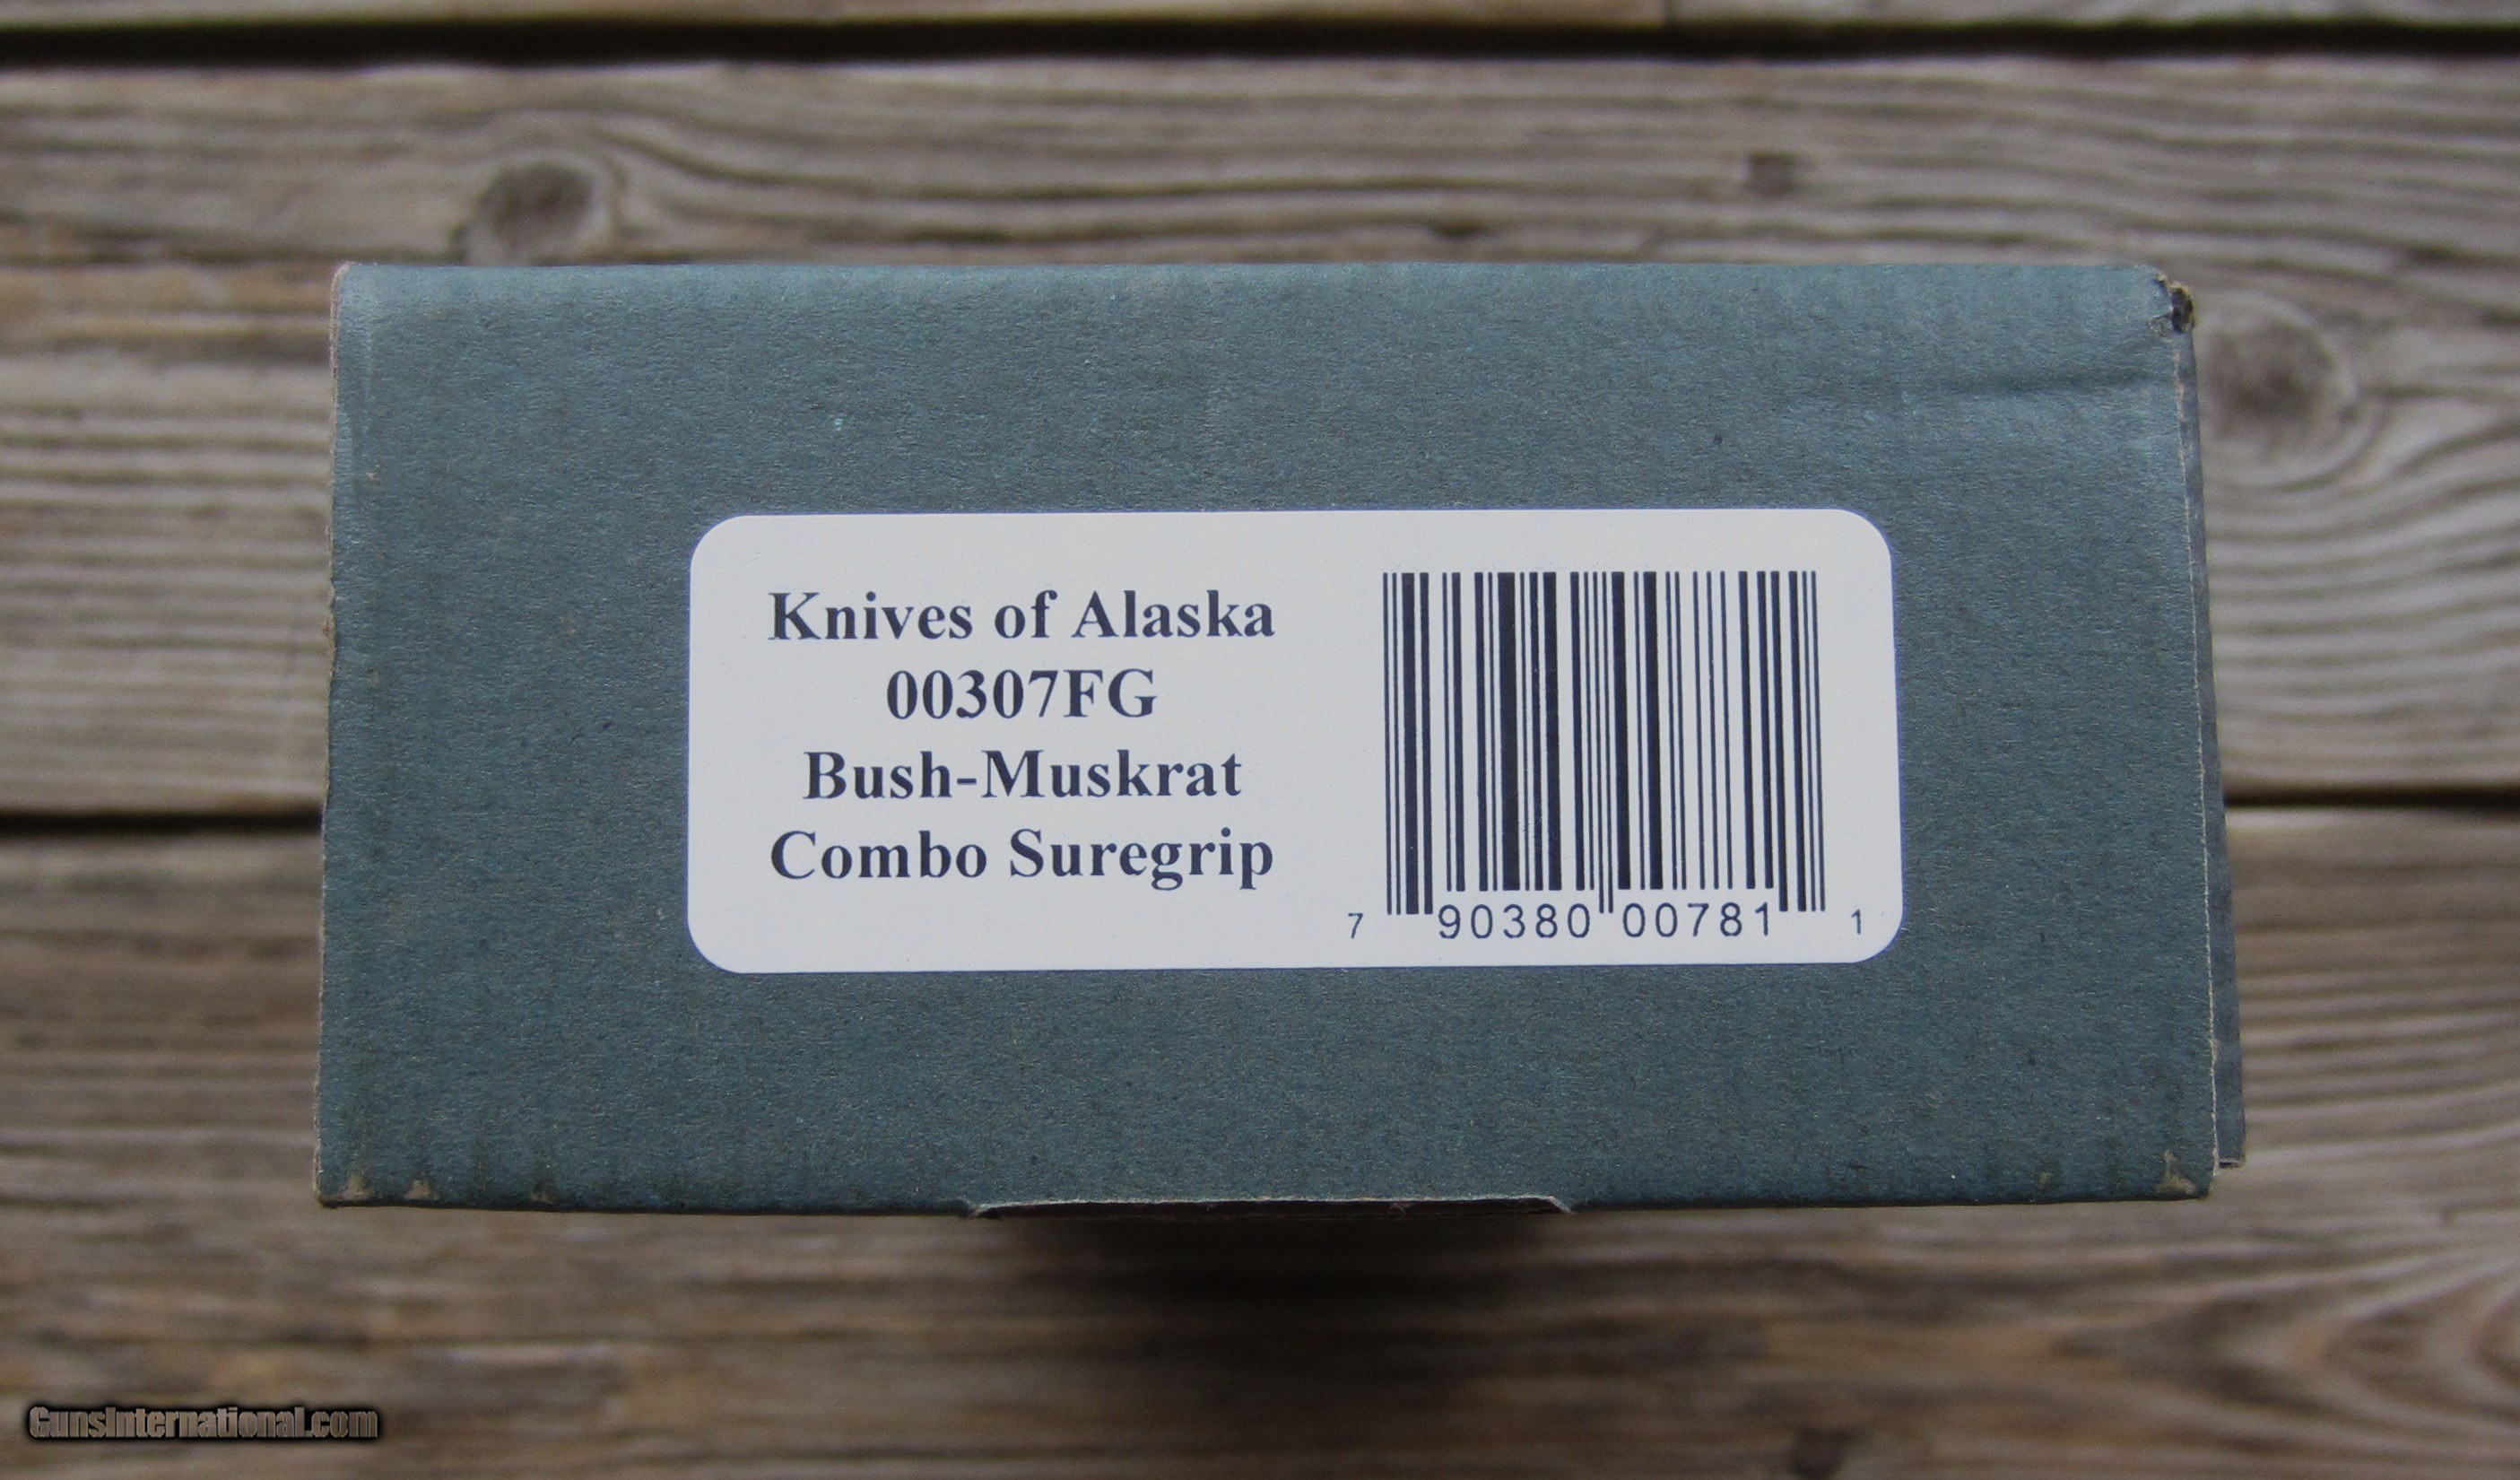 Knives of Alaska
00307FG
Bush-Muskrat
Combo Suregrip
7 90380 00781 1
GunsInternational.com